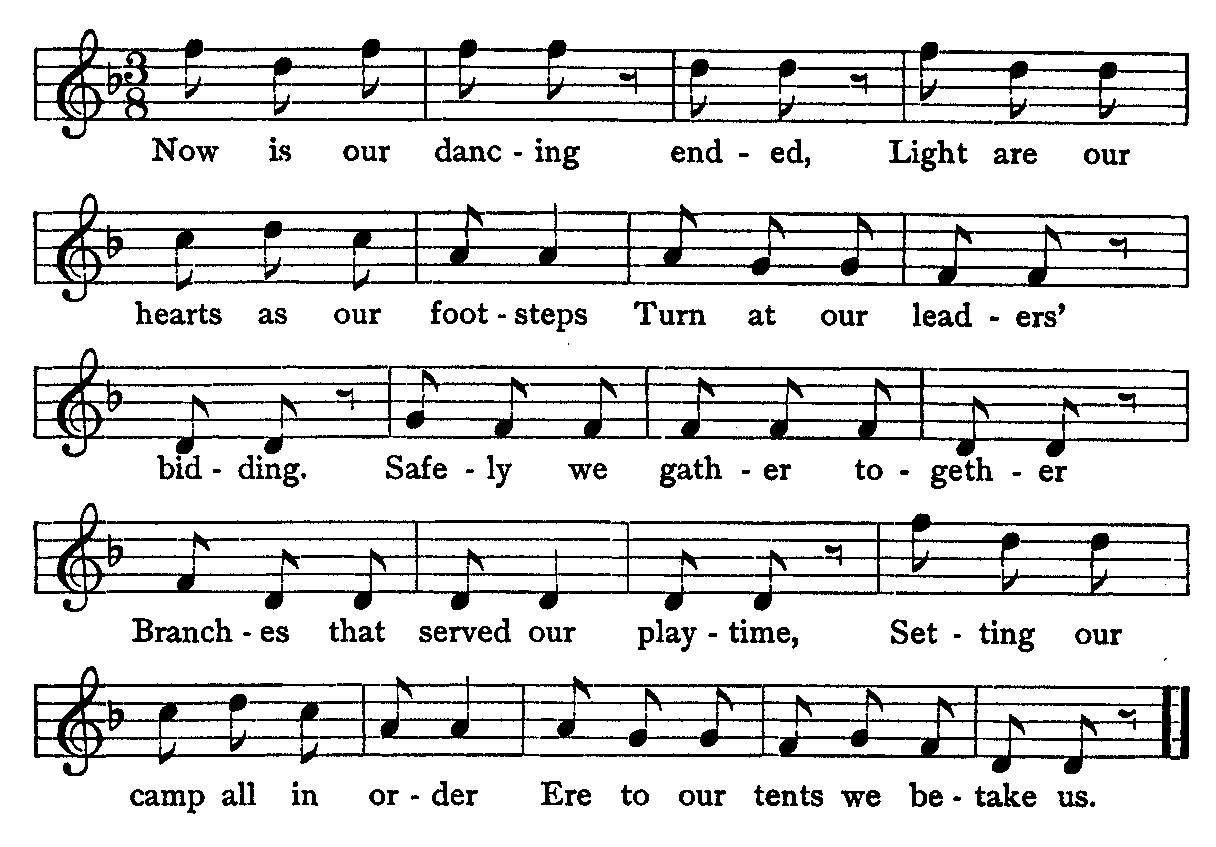 3
8
Now is our danc - ing end - ed, Light are our
hearts as our foot - steps Turn at our lead - ers'
bid - ding. Safe - ly we gath - er to - geth - er
Branch - es that served our play - time, Set - ting our
camp all in or - der Ere to our tents we be - take us.